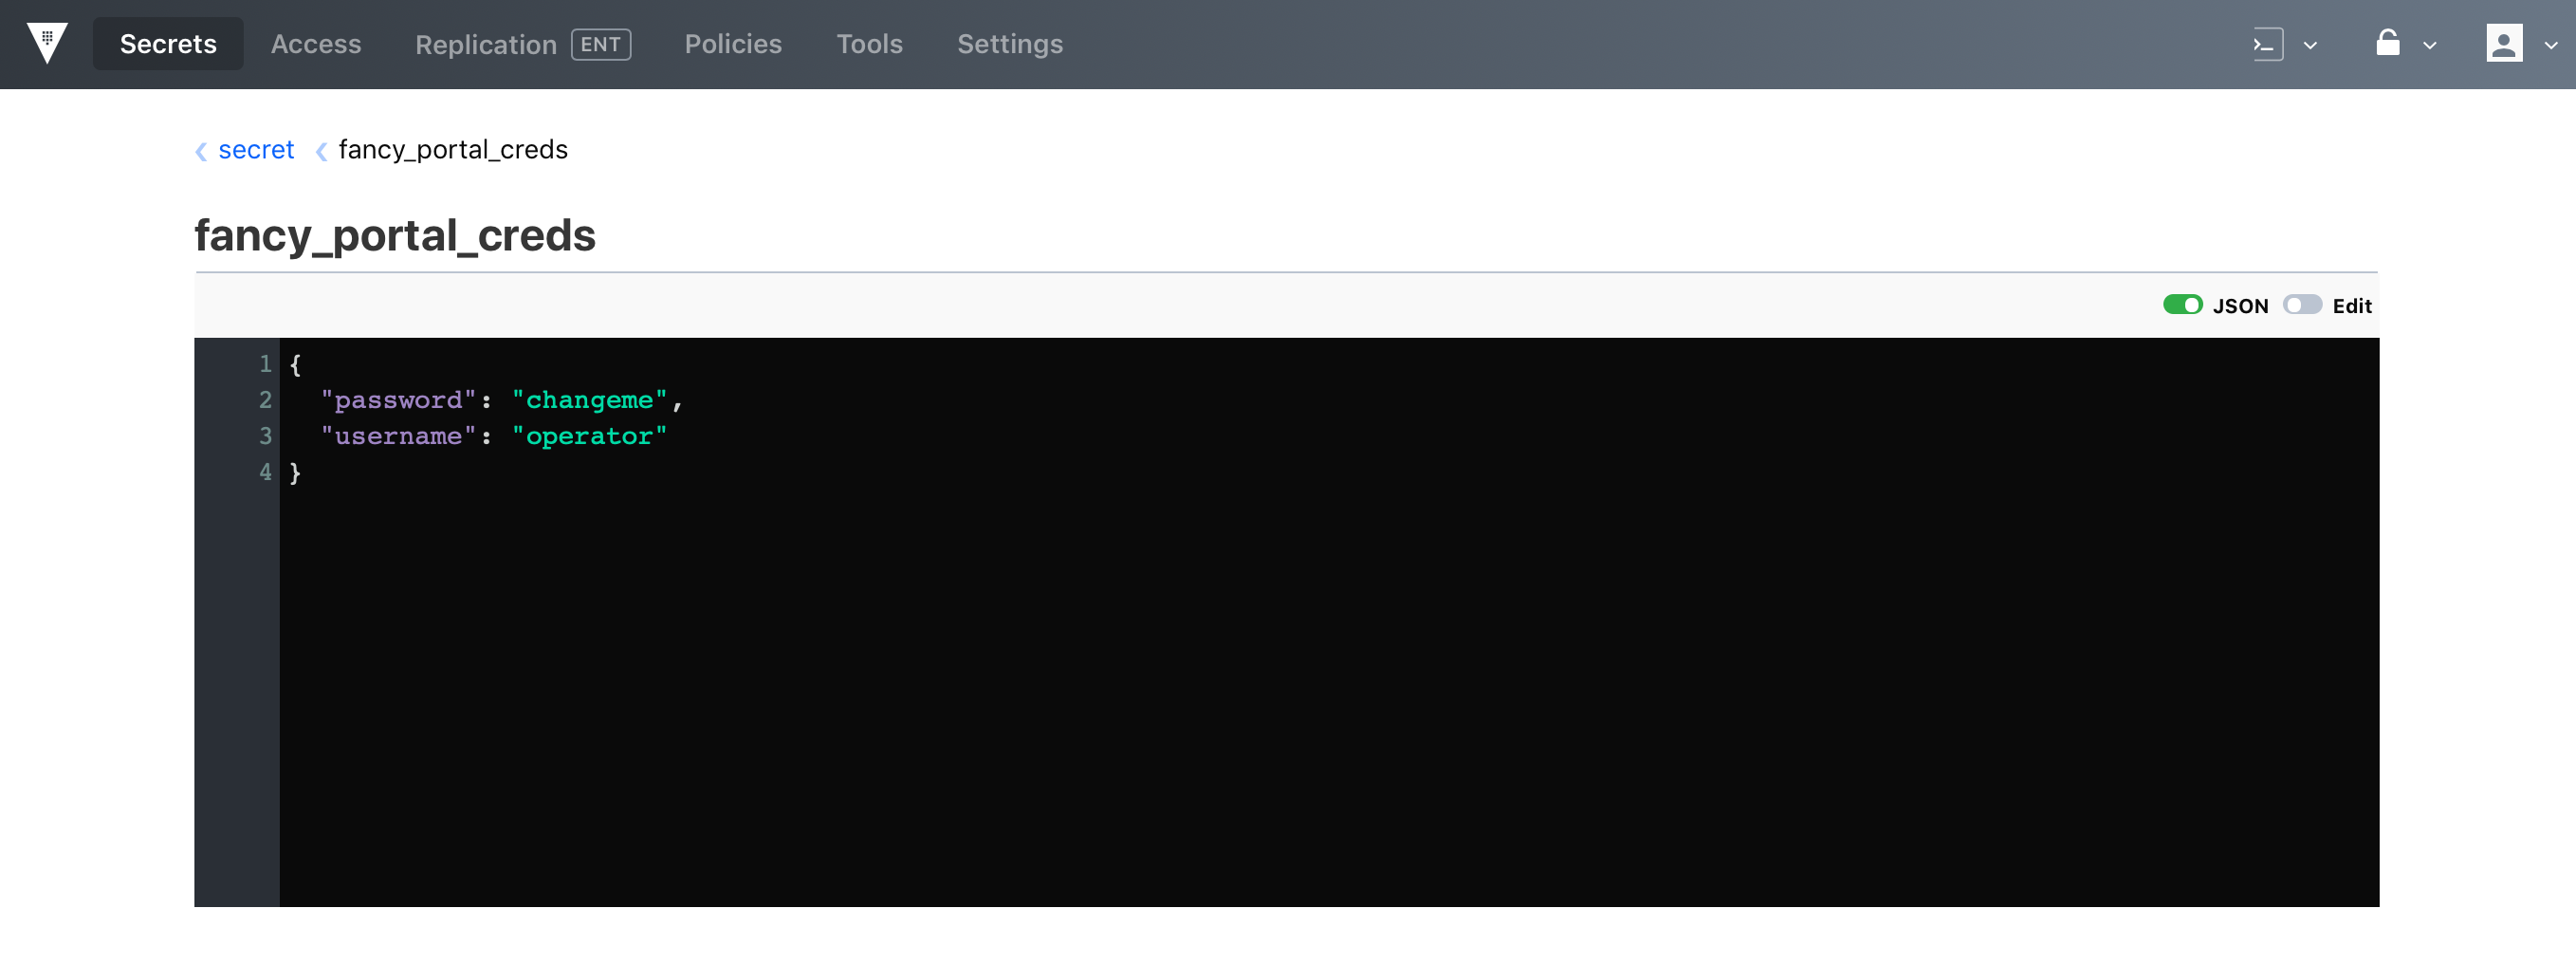 Secrets Access Replication ENT Policies Tools Settings
secret fancy_portal_creds
fancy_portal_creds
JSON Edit
1 {
2 "password": "changeme",
3 "username": "operator"
4 }